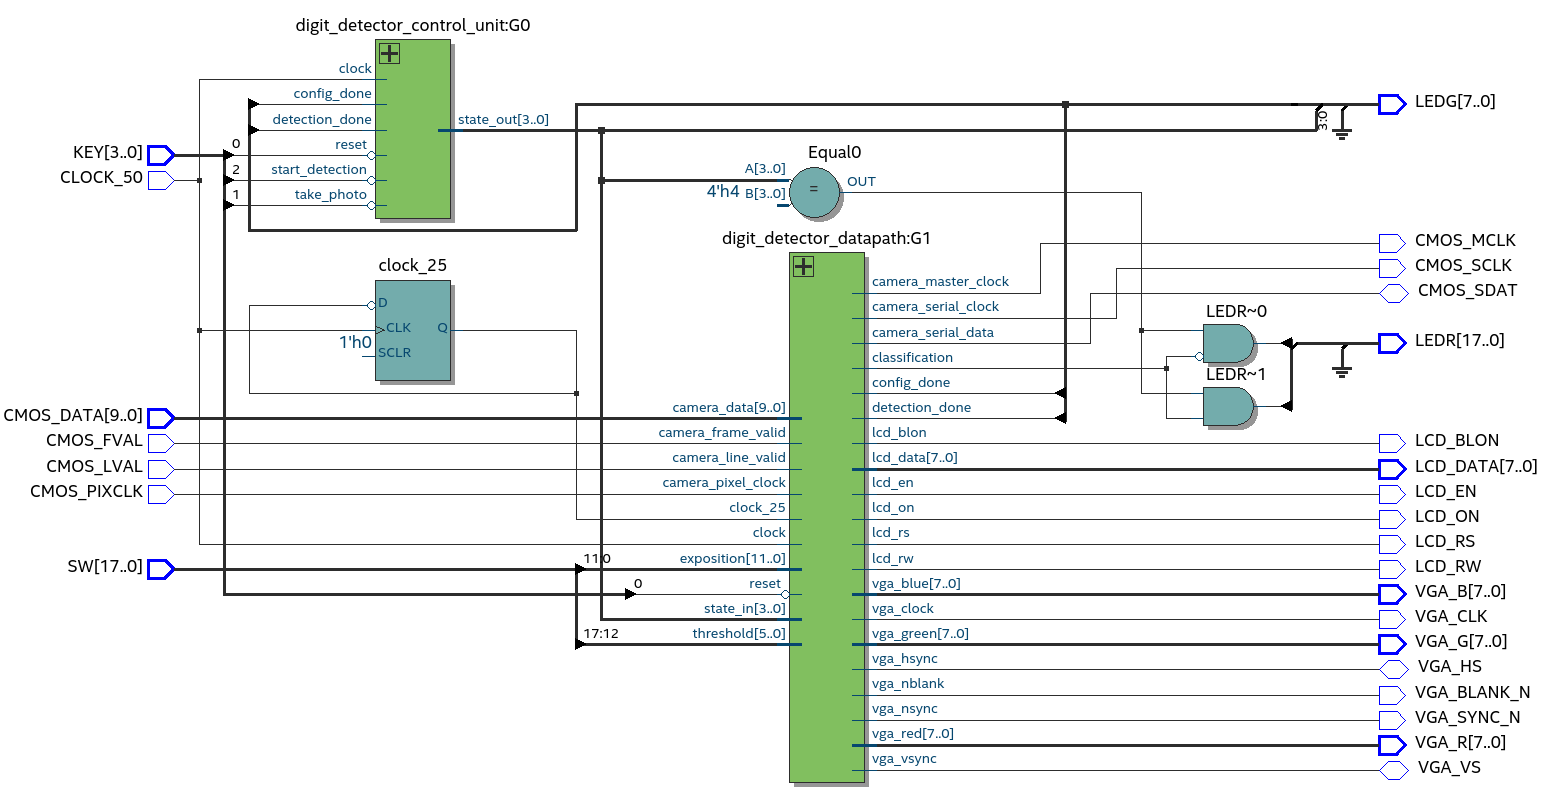 digit_detector_control_unit:G0
clock
config_done
detection_done
reset
start_detection
take_photo
state_out[3..0]
0
2
1
KEY[3..0]
CLOCK_50
LEDG[7..0]
3:0
Equal0
A[3..0]
4'h4 B[3..0]
=
OUT
clock_25
D
CLK
SCLR
Q
1'h0
digit_detector_datapath:G1
camera_data[9..0]
camera_frame_valid
camera_line_valid
camera_pixel_clock
clock_25
clock
exposition[11..0]
reset
state_in[3..0]
threshold[5..0]
11:0
0
17:12
CMOS_DATA[9..0]
CMOS_FVAL
CMOS_LVAL
CMOS_PIXCLK
SW[17..0]
camera_master_clock
camera_serial_clock
camera_serial_data
classification
config_done
detection_done
lcd_blon
lcd_data[7..0]
lcd_en
lcd_on
lcd_rs
lcd_rw
vga_blue[7..0]
vga_clock
vga_green[7..0]
vga_hsync
vga_nblank
vga_nsync
vga_red[7..0]
vga_vsync
LEDR~0
LEDR~1
CMOS_MCLK
CMOS_SCLK
CMOS_SDAT
LEDR[17..0]
LCD_BLON
LCD_DATA[7..0]
LCD_EN
LCD_ON
LCD_RS
LCD_RW
VGA_B[7..0]
VGA_CLK
VGA_G[7..0]
VGA_HS
VGA_BLANK_N
VGA_SYNC_N
VGA_R[7..0]
VGA_VS